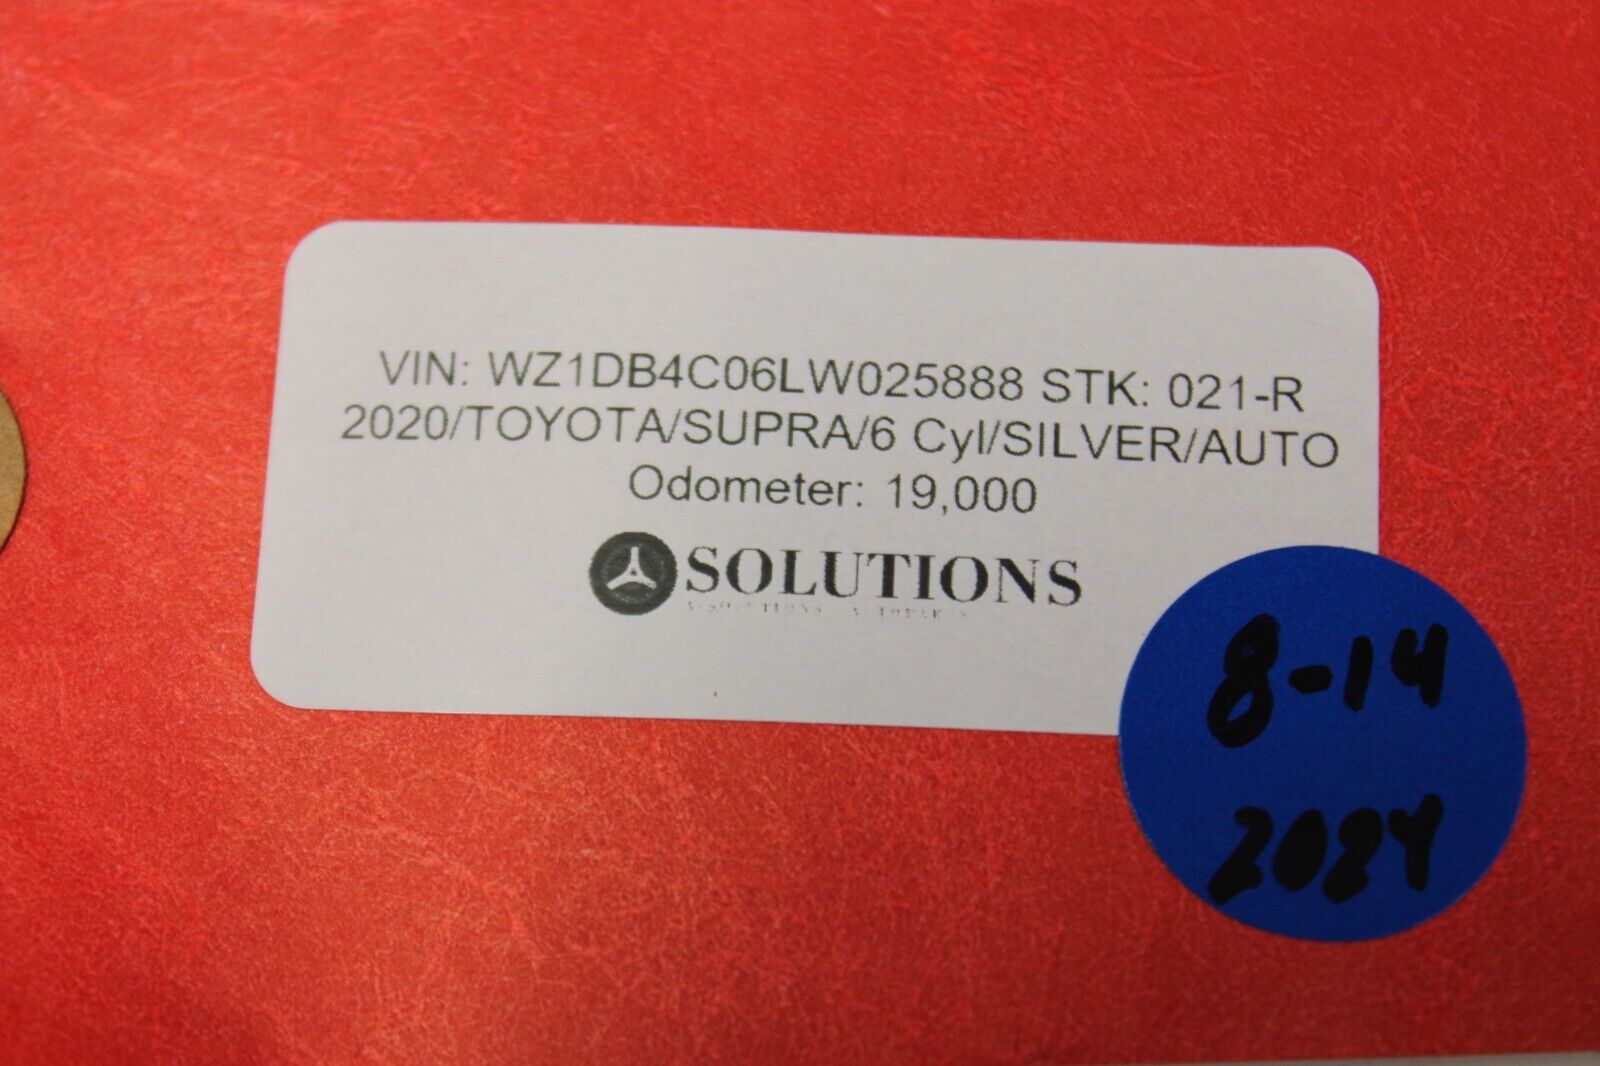 VIN: WZ1DB4C06LW025888 STK: 021-R
2020/TOYOTA/SUPRA/6 Cyl/SILVER/AUTO
Odometer: 19,000
SOLUTIONS
8-14
2024